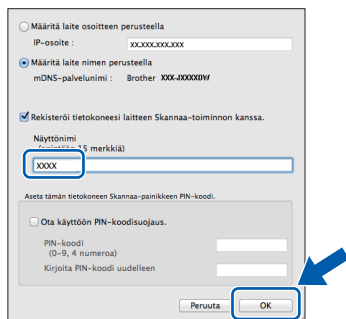 Määritä laite osoitteen perusteella
IP-osoite : xx.xxx.xxx.xxx
Määritä laite nimen perusteella
mDNS-palvelunimi : Brother XXX-JXXXXDW
Rekisteröi tietokoneesi laitteen Skannaa-toiminnon kanssa.
Näyttönimi
(enintään 15 merkkiä)
XXXX
Aseta tämän tietokoneen Skannaa-painikkeen PIN-koodi.
Ota käyttöön PIN-koodisuojaus.
PIN-koodi
(0-9, 4 numeroa)
Kirjoita PIN-koodi uudelleen
Peruuta OK